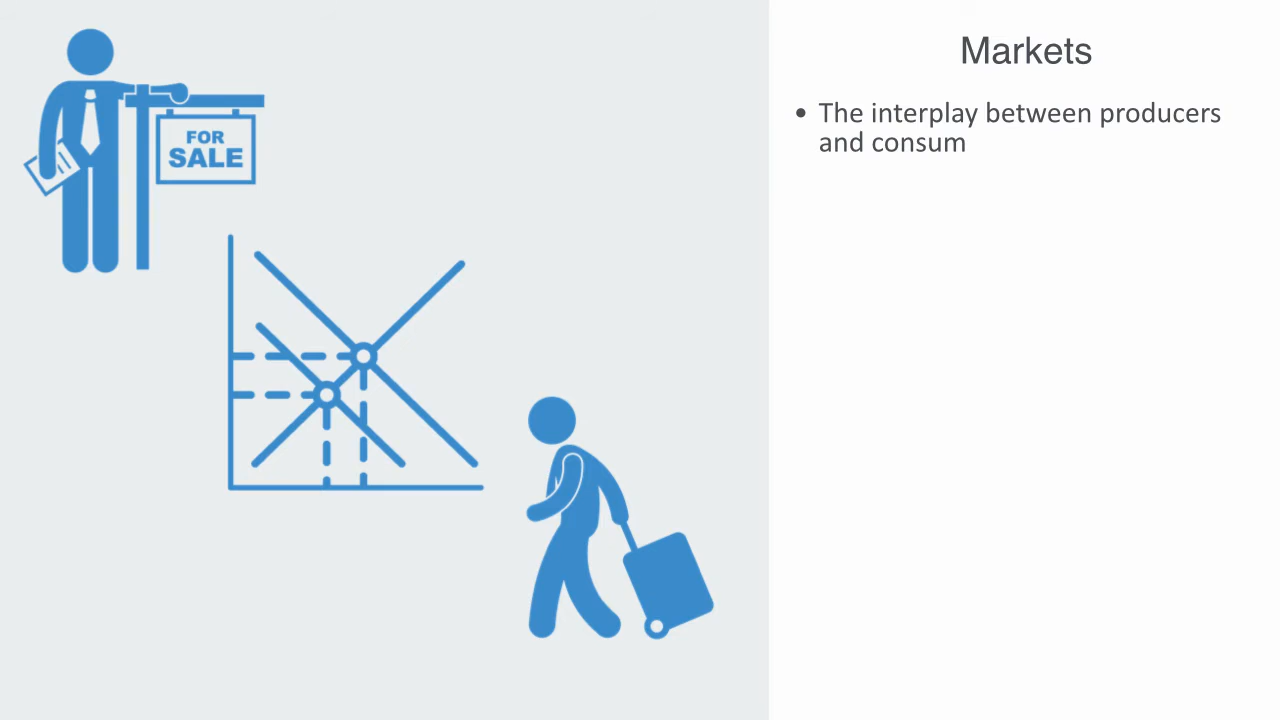 FOR
SALE
Markets
• The interplay between producers
and consum